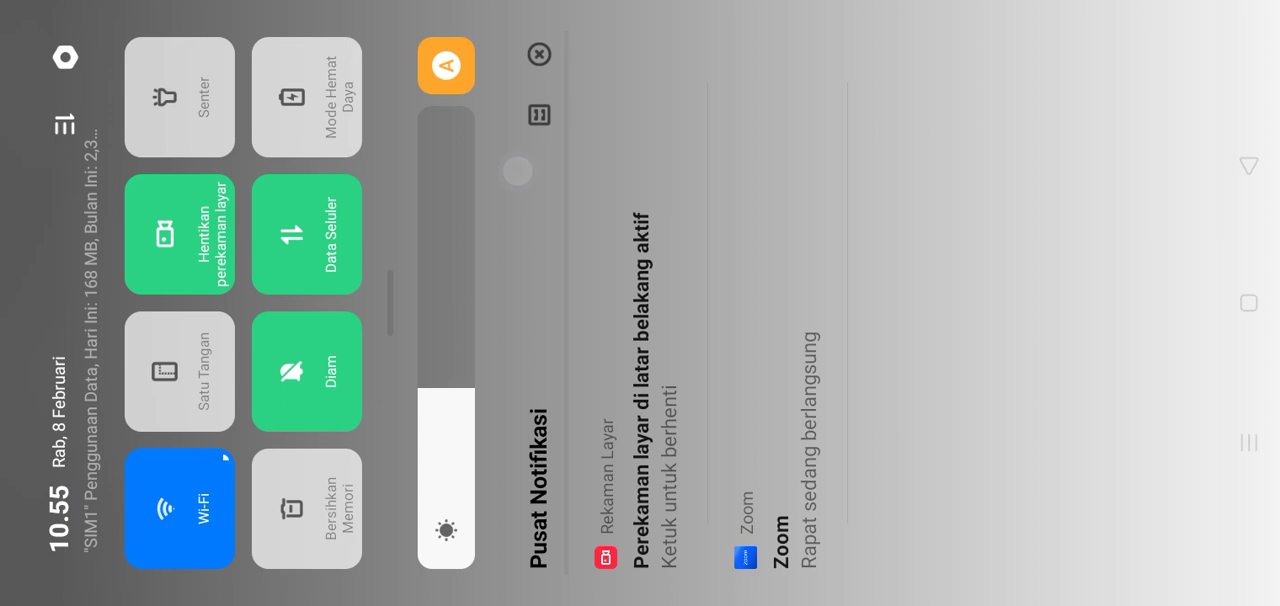 10.55 Rab, 8 Februari
"SIM1" Penggunaan Data, Hari Ini: 168 MB, Bulan Ini: 2,3...
Wi-Fi
Satu Tangan
Hentikan
perekaman layar
Senter
Bersihkan
Memori
Diam
Data Seluler
Mode Hemat
Daya
A
Pusat Notifikasi
Rekaman Layar
Perekaman layar di latar belakang aktif
Ketuk untuk berhenti
zoom Zoom
Zoom
Rapat sedang berlangsung